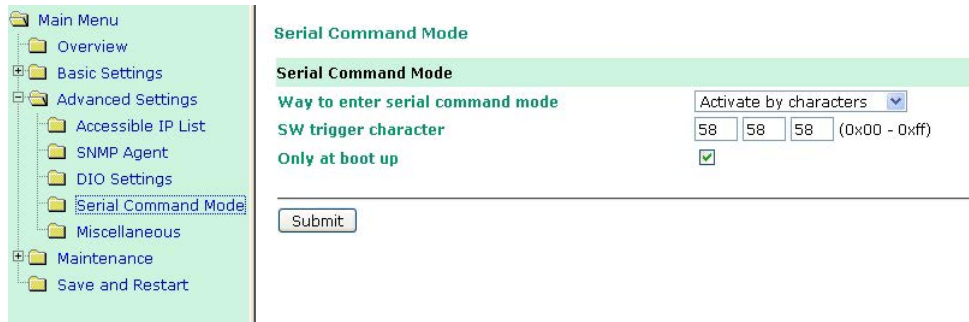 Main Menu
Overview
Basic Settings
Advanced Settings
Accessible IP List
SNMP Agent
DIO Settings
Serial Command Mode
Miscellaneous
Maintenance
Save and Restart
Serial Command Mode
Serial Command Mode
Way to enter serial command mode Activate by characters
SW trigger character 58 58 58 (0x00 - 0xff)
Only at boot up
Submit